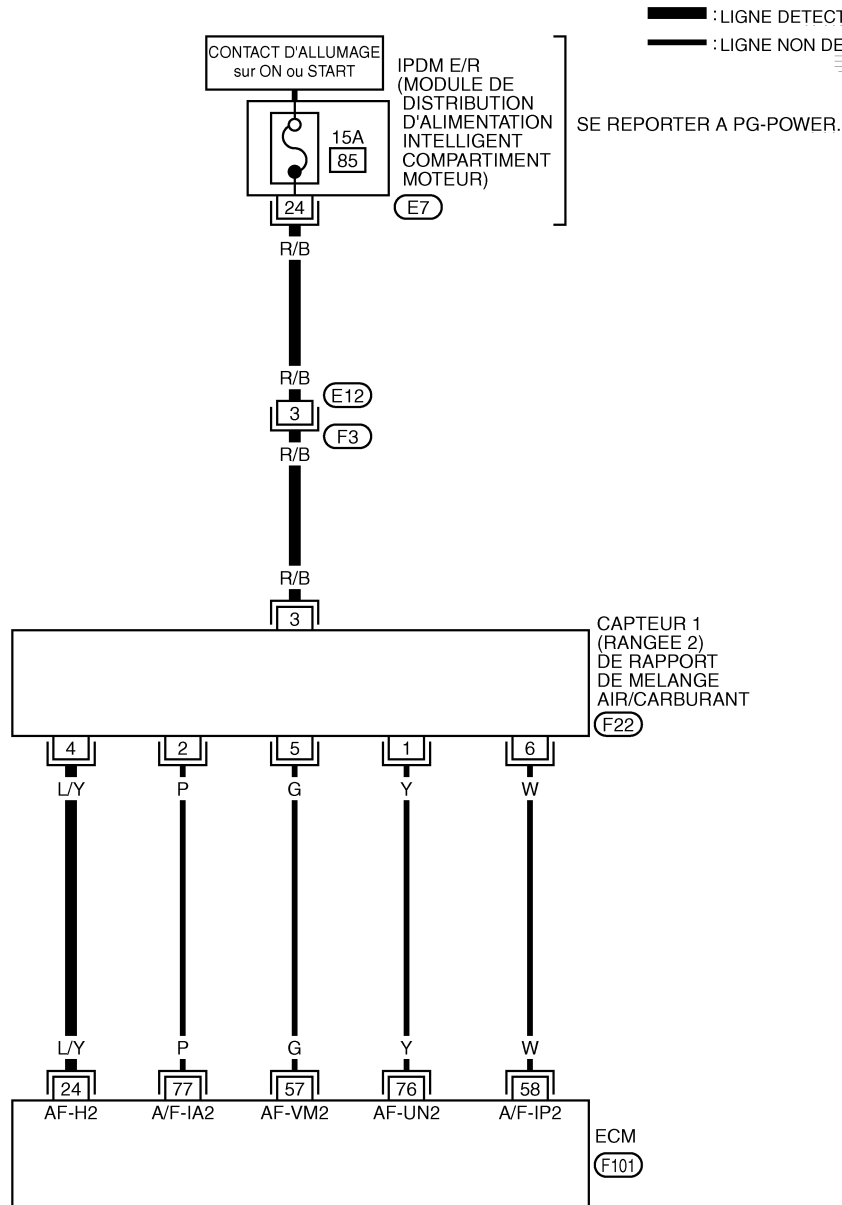 : LIGNE DETECT
: LIGNE NON DE
CONTACT D'ALLUMAGE
sur ON ou START
IPDM E/R
(MODULE DE
DISTRIBUTION
D'ALIMENTATION
INTELLIGENT
COMPARTIMENT
MOTEUR)
SE REPORTER A PG-POWER.
15A
85
24
E7
R/B
R/B
E12
3
F3
R/B
R/B
3
CAPTEUR 1
(RANGEE 2)
DE RAPPORT
DE MELANGE
AIR/CARBURANT
F22
4 2 5 1 6
L/Y P G Y W
L/Y P G Y W
24 77 57 76 58
AF-H2 A/F-IA2 AF-VM2 AF-UN2 A/F-IP2
ECM
F101